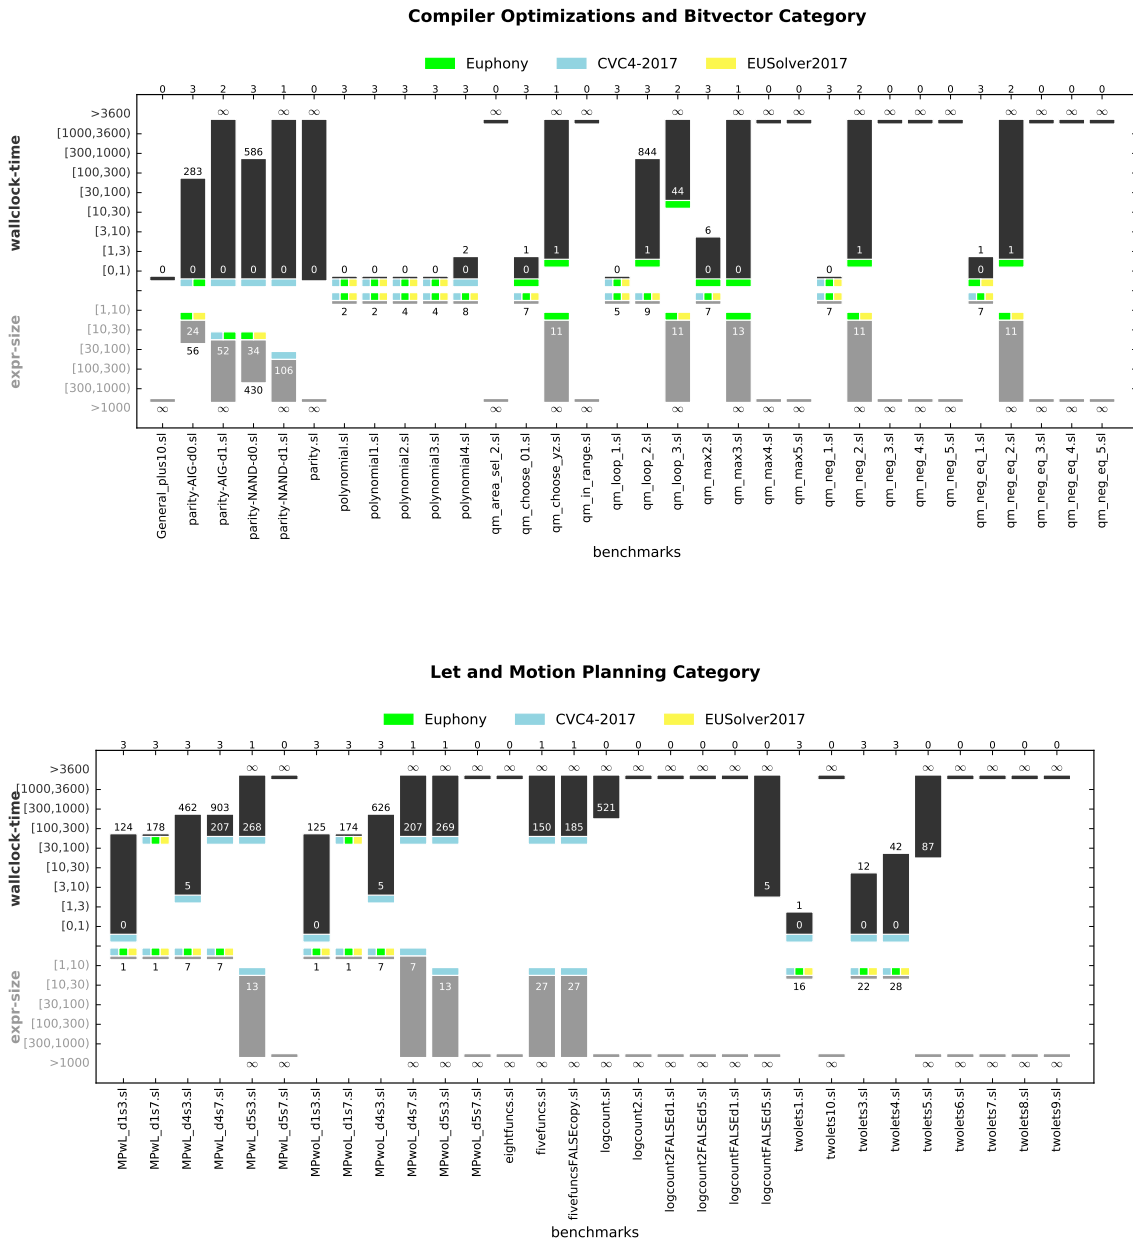 Compiler Optimizations and Bitvector Category
Euphony CVC4-2017 EUSolver2017
0 3 2 3 1 0 3 3 3 3 3 0 3 1 0 3 3 2 3 1 0 0 3 2 0 0 0 3 2 0 0 0
wallclock-time
expr-size
>3600 ∞ ∞ ∞ ∞ ∞ ∞ ∞ ∞ ∞ ∞ ∞ ∞ ∞ ∞ ∞ ∞ ∞ ∞
[1000,3600)
[300,1000) 586 844
[100,300) 283
[30,100) 44
[10,30)
[3,10) 6
[1,3) 2 1 1 1 1 1 1
[0,1) 0 0 0 0 0 0 0 0 0 0 0 0 0 0 0 0
[1,10) 2 2 4 4 8 7 5 9 7 7 7
[10,30) 24 11 11 13 11 11
[30,100) 56 52 34
[100,300) 106
[300,1000) 430
>1000 ∞ ∞ ∞ ∞ ∞ ∞ ∞ ∞ ∞ ∞ ∞ ∞ ∞ ∞ ∞ ∞ ∞
General_plus10.sl
parity-AIG-d0.sl
parity-AIG-d1.sl
parity-NAND-d0.sl
parity-NAND-d1.sl
parity.sl
polynomial.sl
polynomial1.sl
polynomial2.sl
polynomial3.sl
polynomial4.sl
qm_area_sel_2.sl
qm_choose_01.sl
qm_choose_yz.sl
qm_in_range.sl
qm_loop_1.sl
qm_loop_2.sl
qm_loop_3.sl
qm_max2.sl
qm_max3.sl
qm_max4.sl
qm_max5.sl
qm_neg_1.sl
qm_neg_2.sl
qm_neg_3.sl
qm_neg_4.sl
qm_neg_5.sl
qm_neg_eq_1.sl
qm_neg_eq_2.sl
qm_neg_eq_3.sl
qm_neg_eq_4.sl
qm_neg_eq_5.sl
benchmarks
Let and Motion Planning Category
Euphony CVC4-2017 EUSolver2017
3 3 3 3 1 0 3 3 3 1 1 0 0 1 1 0 0 0 0 0 0 3 0 3 3 0 0 0 0 0
wallclock-time
expr-size
>3600 ∞ ∞ ∞ ∞ ∞ ∞ ∞ ∞ ∞ ∞ ∞ ∞ ∞ ∞ ∞ ∞ ∞ ∞ ∞ ∞
[1000,3600)
[300,1000) 462 903 626 521
[100,300) 124 178 207 268 125 174 207 269 150 185
[30,100) 42 87
[10,30) 12
[3,10) 5 5 5
[1,3) 1
[0,1) 0 0 0 0 0
[1,10) 1 1 7 7 1 1 7 7
[10,30) 13 13 27 27 16 22 28
[30,100)
[100,300)
[300,1000)
>1000 ∞ ∞ ∞ ∞ ∞ ∞ ∞ ∞ ∞ ∞ ∞ ∞ ∞ ∞ ∞ ∞ ∞ ∞ ∞ ∞
MPwL_d1s3.sl
MPwL_d1s7.sl
MPwL_d4s3.sl
MPwL_d4s7.sl
MPwL_d5s3.sl
MPwL_d5s7.sl
MPwoL_d1s3.sl
MPwoL_d1s7.sl
MPwoL_d4s3.sl
MPwoL_d4s7.sl
MPwoL_d5s3.sl
MPwoL_d5s7.sl
eightfuncs.sl
fivefuncs.sl
fivefuncsFALSEcopy.sl
logcount.sl
logcount2.sl
logcount2FALSEd1.sl
logcount2FALSEd5.sl
logcountFALSEd1.sl
logcountFALSEd5.sl
twolets1.sl
twolets10.sl
twolets3.sl
twolets4.sl
twolets5.sl
twolets6.sl
twolets7.sl
twolets8.sl
twolets9.sl
benchmarks